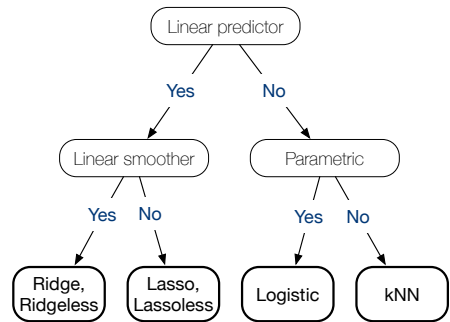 Linear predictor
Yes
No
Linear smoother
Parametric
Yes
No
Yes
No
Ridge,
Ridgeless
Lasso,
Lassoless
Logistic
kNN